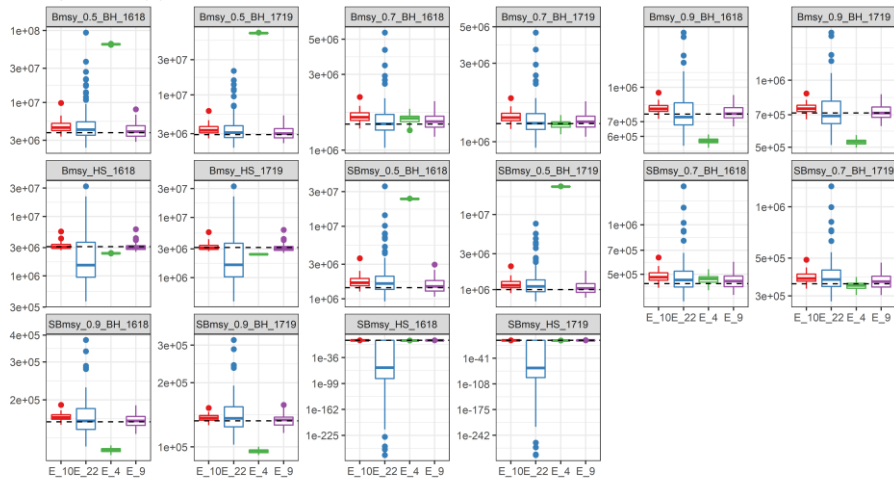 Bmsy_0.5_BH_1618
Bmsy_0.5_BH_1719
Bmsy_0.7_BH_1618
Bmsy_0.7_BH_1719
Bmsy_0.9_BH_1618
Bmsy_0.9_BH_1719
1e+08
3e+07
1e+07
3e+06
3e+07
1e+07
3e+06
5e+06
3e+06
1e+06
5e+06
3e+06
1e+06
1e+06
7e+05
6e+05
1e+06
7e+05
5e+05
Bmsy_HS_1618
Bmsy_HS_1719
SBmsy_0.5_BH_1618
SBmsy_0.5_BH_1719
SBmsy_0.7_BH_1618
SBmsy_0.7_BH_1719
3e+07
1e+07
3e+06
1e+06
3e+05
3e+07
1e+07
3e+06
1e+06
3e+07
1e+07
3e+06
1e+06
1e+07
3e+06
1e+06
1e+06
5e+05
1e+06
5e+05
3e+05
SBmsy_0.9_BH_1618
SBmsy_0.9_BH_1719
SBmsy_HS_1618
SBmsy_HS_1719
4e+05
2e+05
3e+05
2e+05
1e+05
1e-36
1e-99
1e-162
1e-225
1e-41
1e-108
1e-175
1e-242
E_10 E_22 E_4 E_9
E_10 E_22 E_4 E_9
E_10 E_22 E_4 E_9
E_10 E_22 E_4 E_9
E_10 E_22 E_4 E_9
E_10 E_22 E_4 E_9